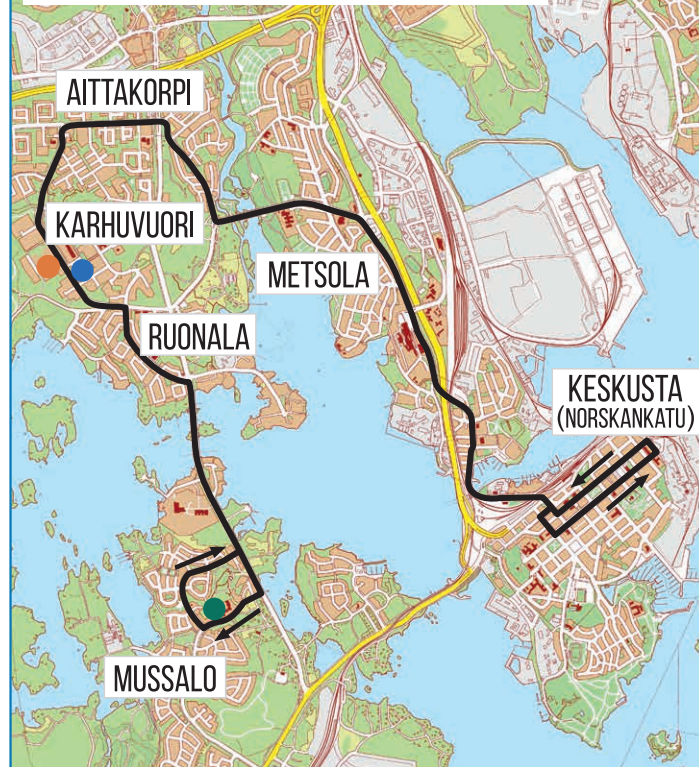 AITTAKORPI
KARHUVUORI
METSOLA
RUONALA
KESKUSTA
(NORSKANKATU)
MUSSALO